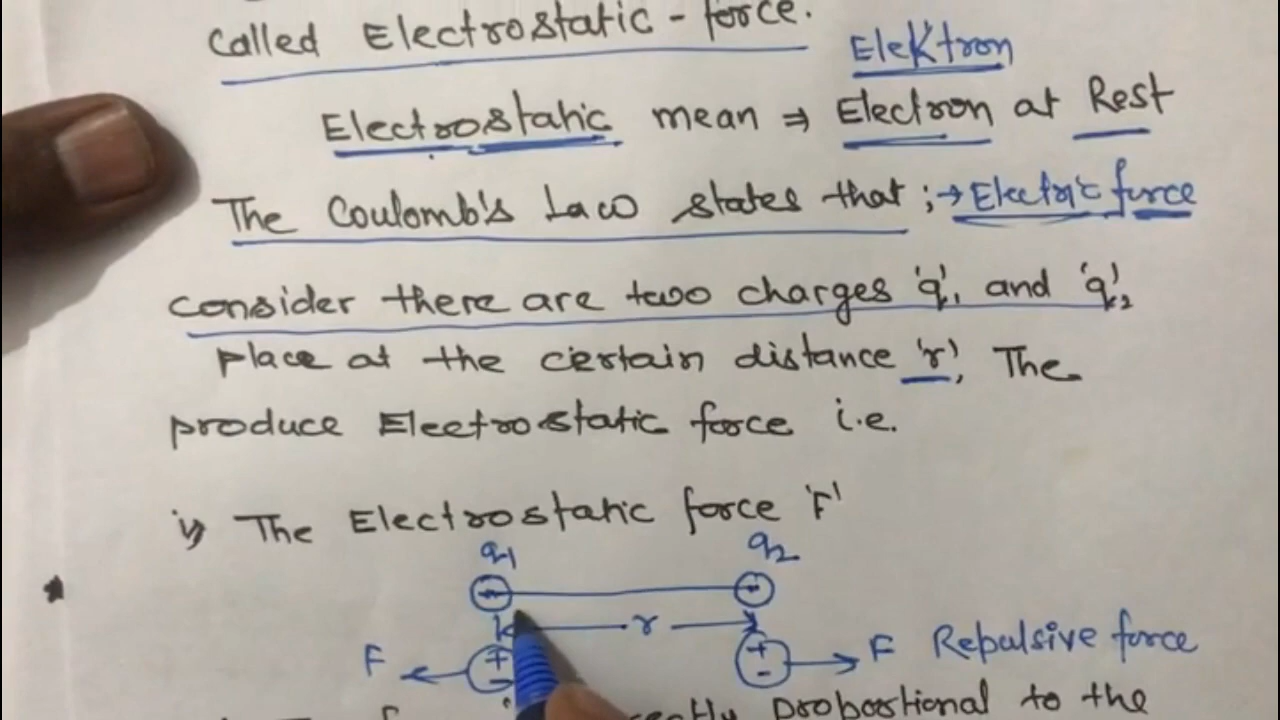 called Electrostatic - force.
Elektron
Electrostatic mean ⇒ Electron at Rest
The Coulomb's Law states that ; → Electric force
consider there are two charges 'q'1 and 'q'2
place at the certain distance 'r', The
produce Electrostatic force i.e.
i) The Electrostatic force 'F'
q1 q2
r
F + - + - F Repulsive force
proportional to the